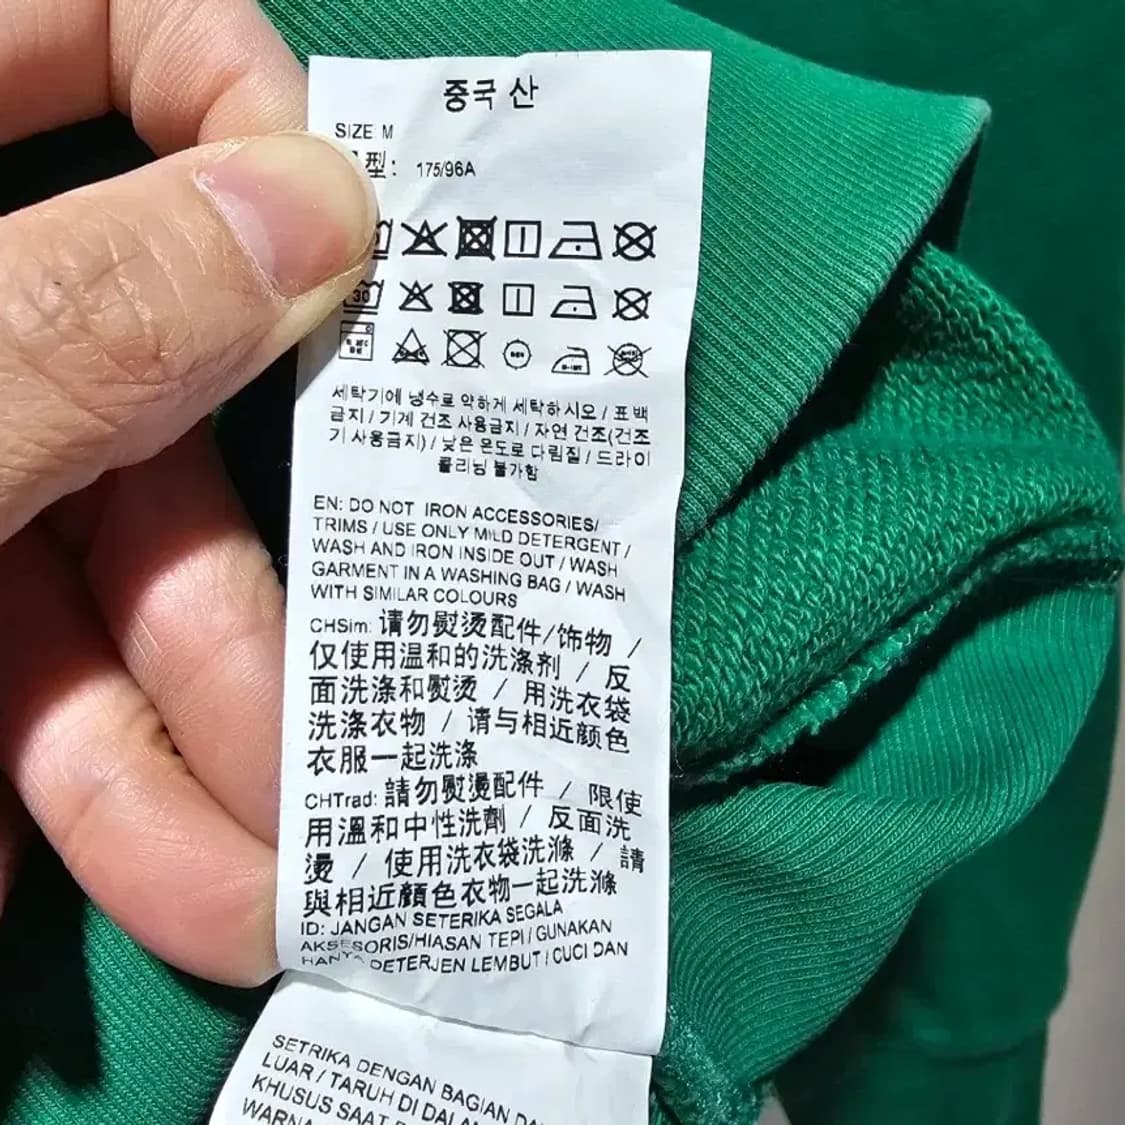 중국 산
SIZE M
型: 175/96A
30
세탁기에 냉수로 약하게 세탁하시오 / 표백
금지 / 기계 건조 사용금지 / 자연 건조(건조
기 사용금지) / 낮은 온도로 다림질 / 드라이
클리닝 불가함
EN: DO NOT IRON ACCESSORIES/
TRIMS / USE ONLY MILD DETERGENT /
WASH AND IRON INSIDE OUT / WASH
GARMENT IN A WASHING BAG / WASH
WITH SIMILAR COLOURS
CHSim: 请勿熨烫配件/饰物 /
仅使用温和的洗涤剂 / 反
面洗涤和熨烫 / 用洗衣袋
洗涤衣物 / 请与相近颜色
衣服一起洗涤
CHTrad: 請勿熨燙配件 / 限使
用溫和中性洗劑 / 反面洗
燙 / 使用洗衣袋洗滌 / 請
與相近顏色衣物一起洗滌
ID: JANGAN SETERIKA SEGALA
AKSESORIS/HIASAN TEPI / GUNAKAN
HANYA DETERJEN LEMBUT / CUCI DAN
SETRIKA DENGAN BAGIAN
LUAR / TARUH DI
KHUSUS SAAT